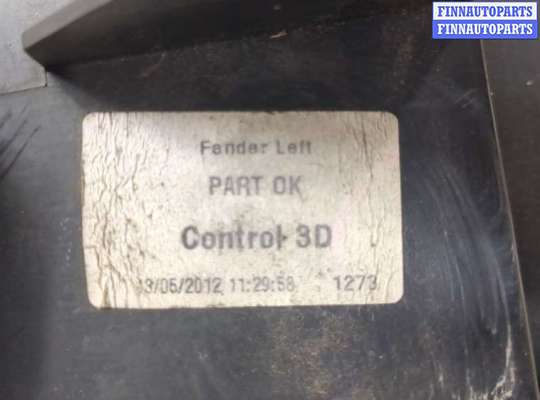 FINNAUTOPARTS
FINNAUTOPARTS
Fender Left
PART OK
Control 3D
13/06/2012 11:29:58 1273